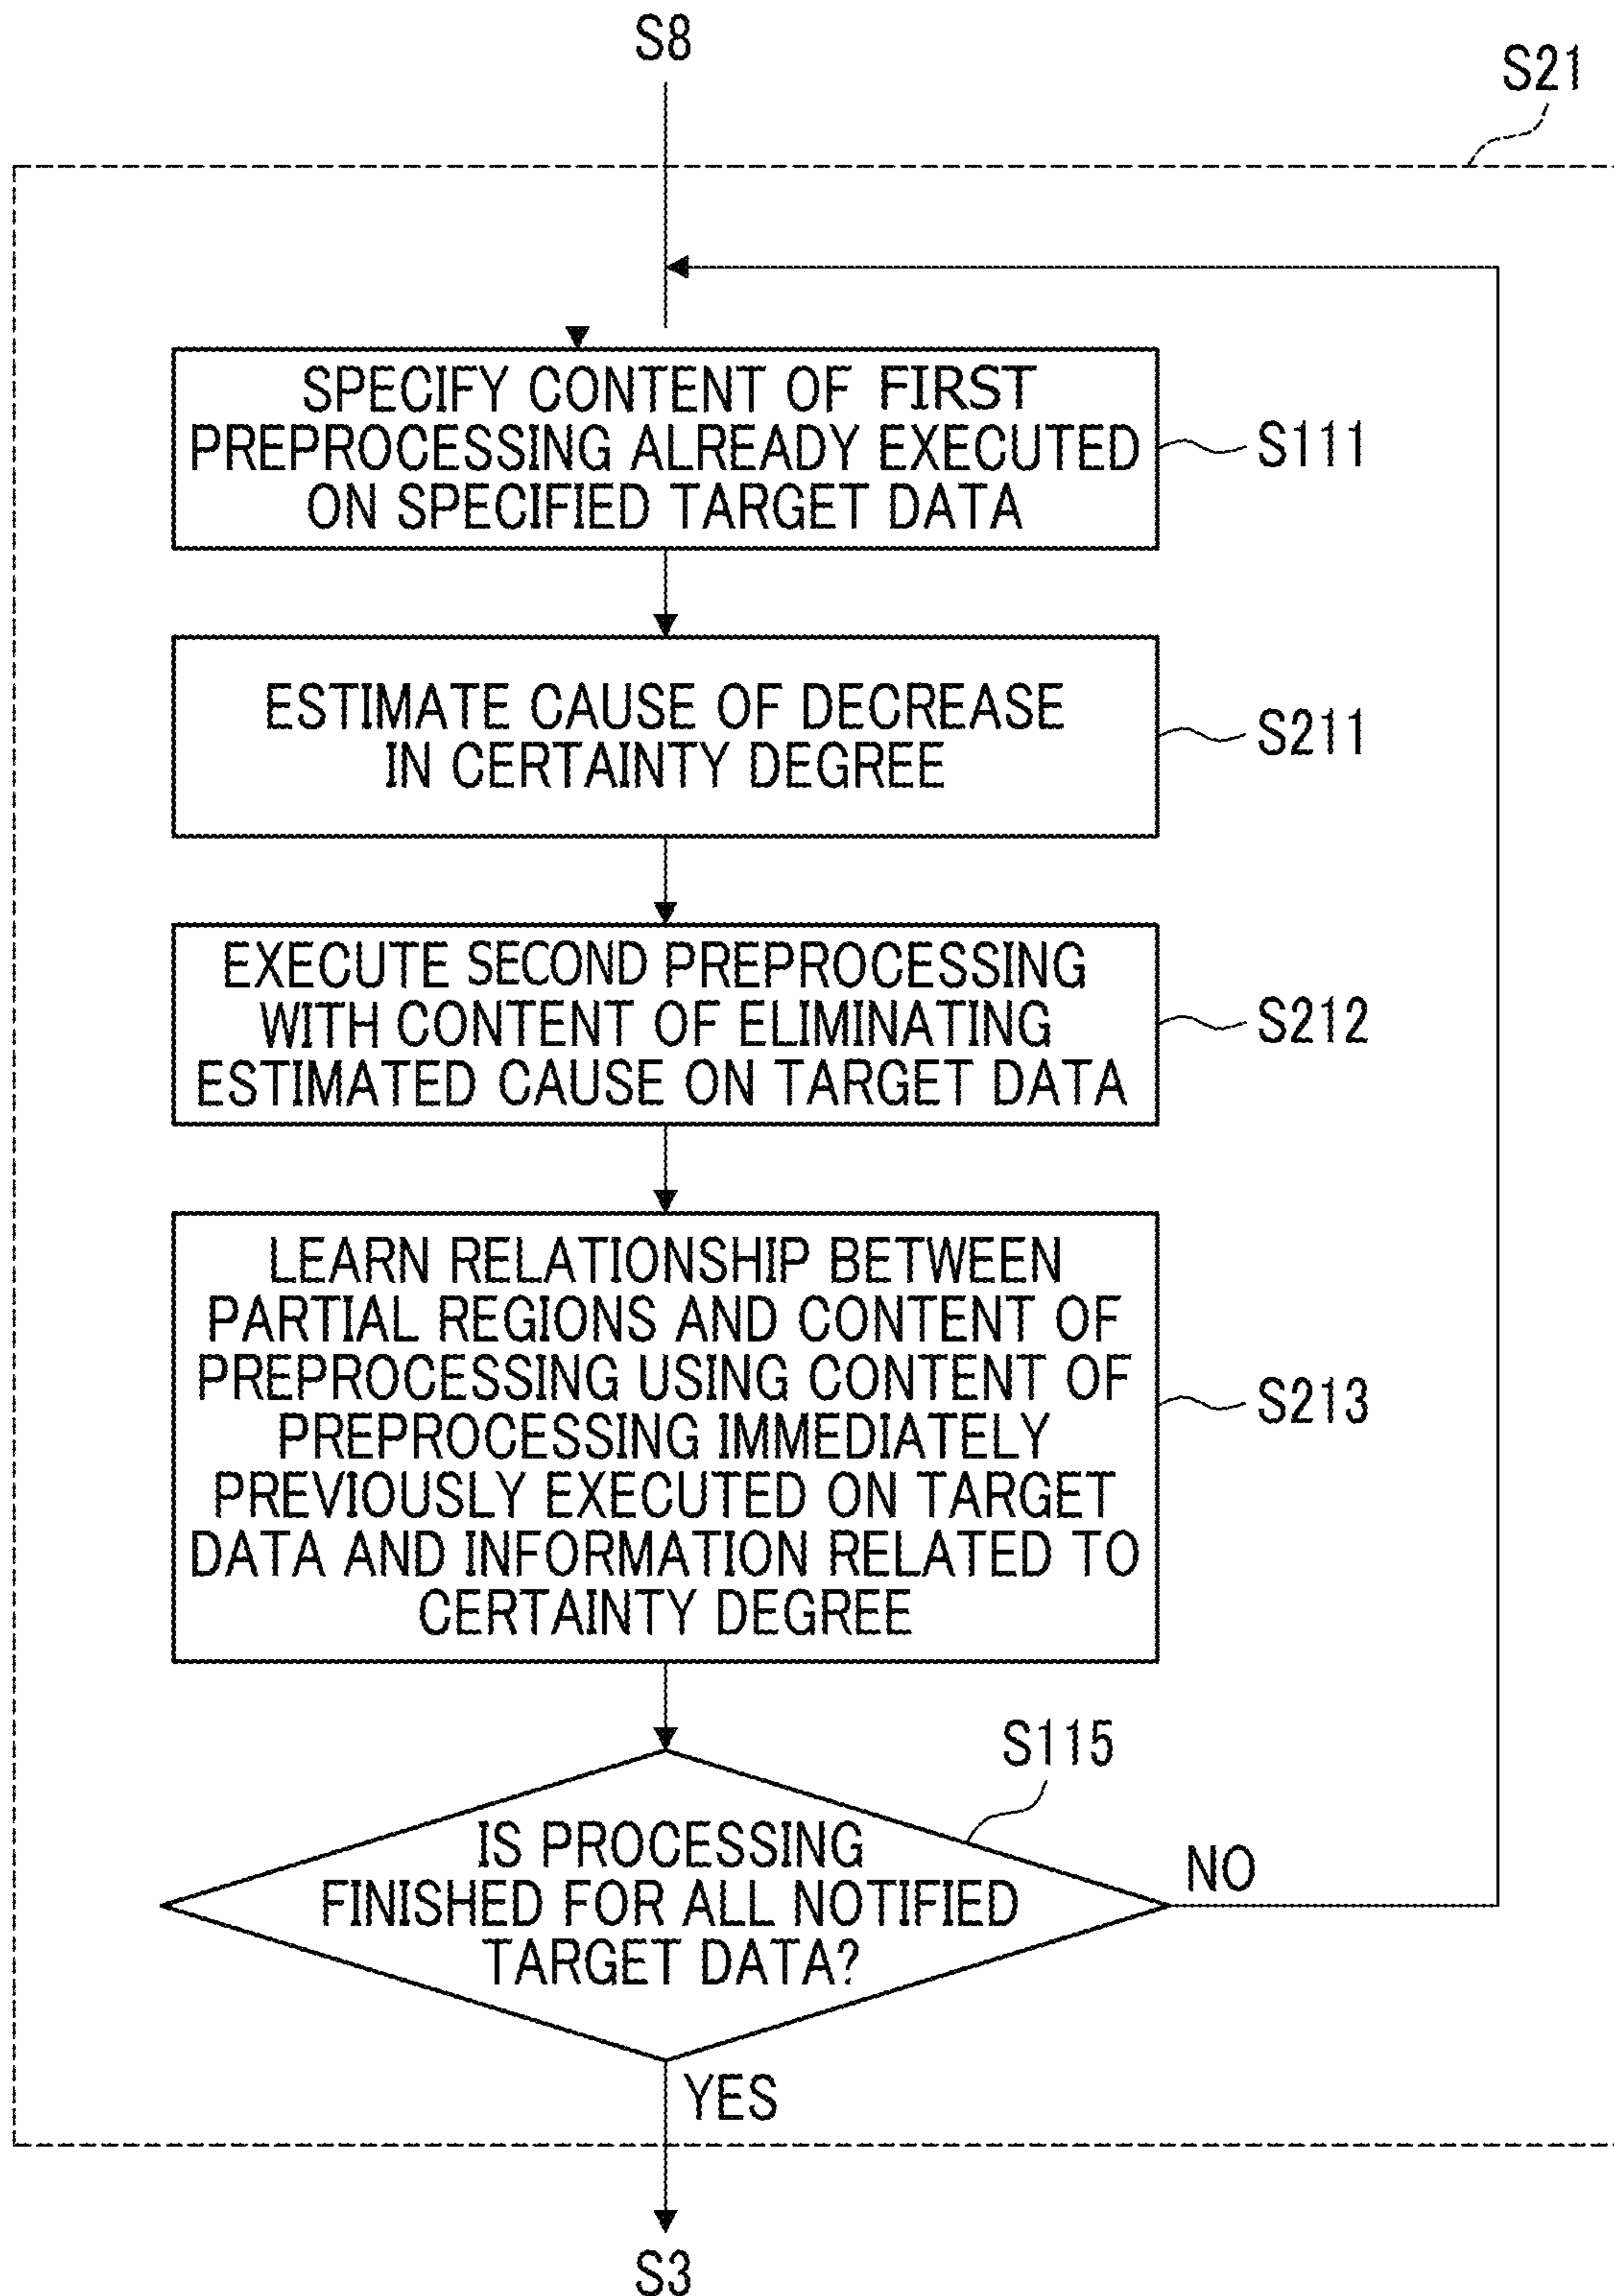 S8
S21
SPECIFY CONTENT OF FIRST
PREPROCESSING ALREADY EXECUTED
ON SPECIFIED TARGET DATA
S111
ESTIMATE CAUSE OF DECREASE
IN CERTAINTY DEGREE
S211
EXECUTE SECOND PREPROCESSING
WITH CONTENT OF ELIMINATING
ESTIMATED CAUSE ON TARGET DATA
S212
LEARN RELATIONSHIP BETWEEN
PARTIAL REGIONS AND CONTENT OF
PREPROCESSING USING CONTENT OF
PREPROCESSING IMMEDIATELY
PREVIOUSLY EXECUTED ON TARGET
DATA AND INFORMATION RELATED TO
CERTAINTY DEGREE
S213
S115
IS PROCESSING
FINISHED FOR ALL NOTIFIED
TARGET DATA?
NO
YES
S3